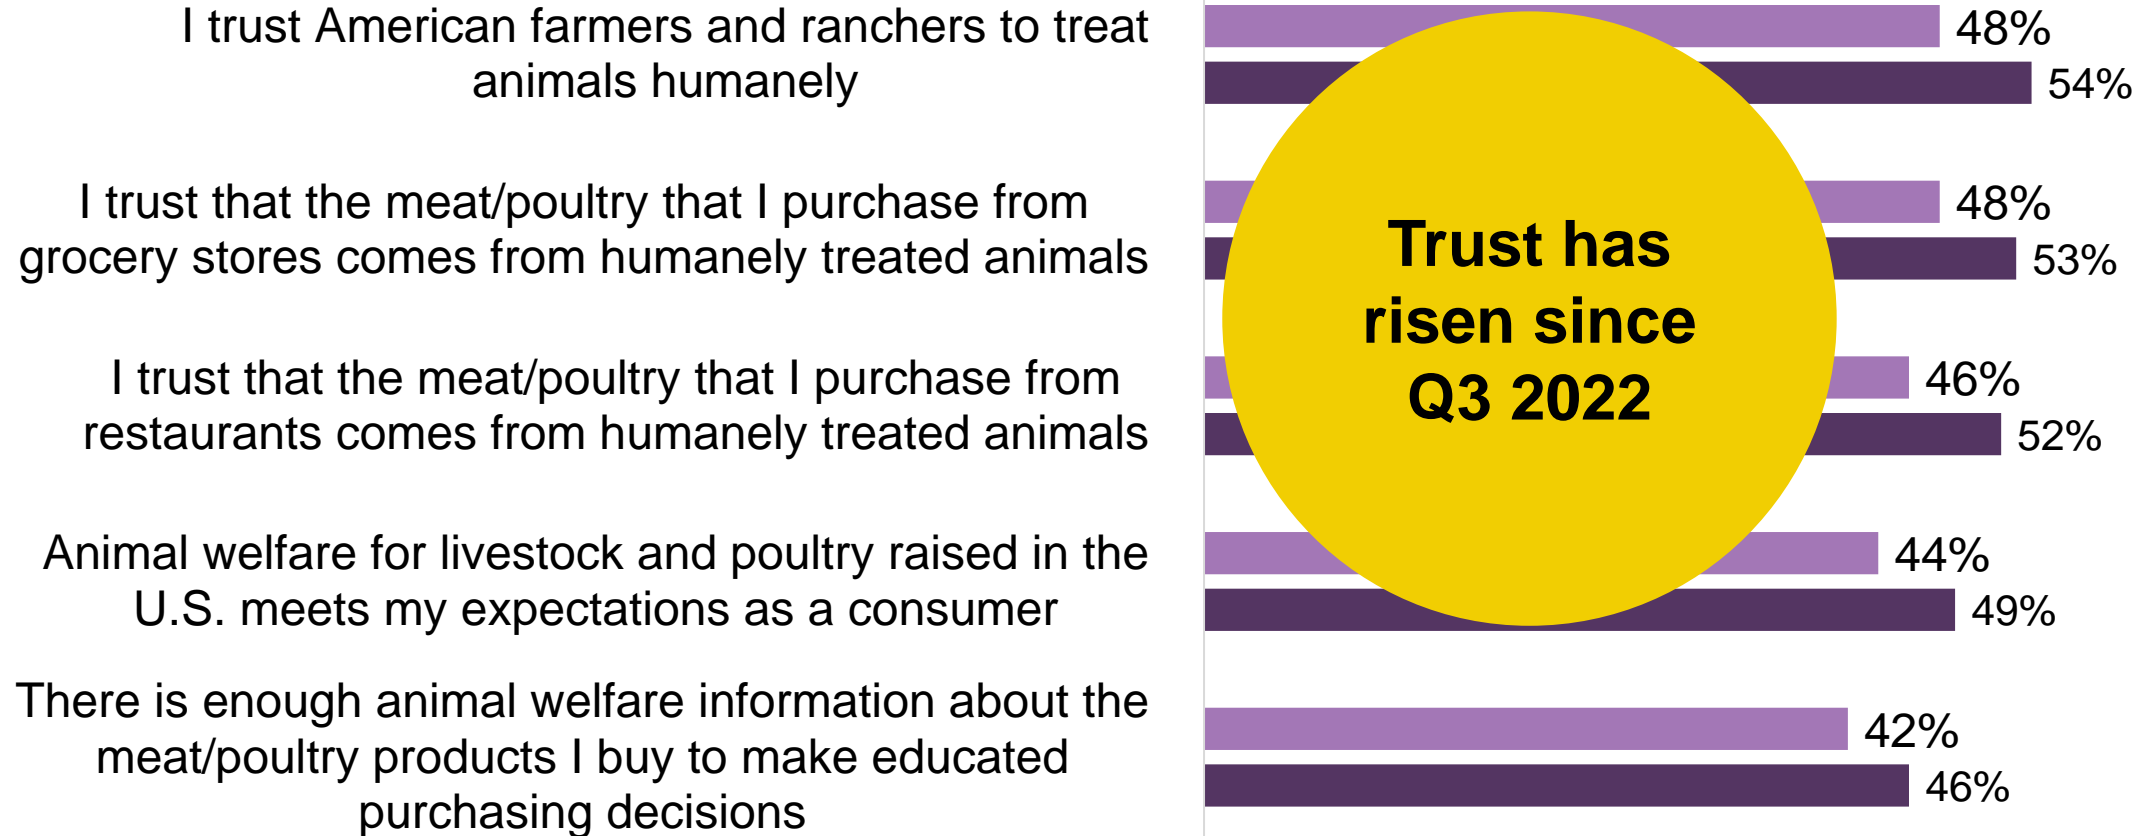 I trust American farmers and ranchers to treat
animals humanely
48%
54%
I trust that the meat/poultry that I purchase from
grocery stores comes from humanely treated animals
48%
53%
I trust that the meat/poultry that I purchase from
restaurants comes from humanely treated animals
46%
52%
Animal welfare for livestock and poultry raised in the
U.S. meets my expectations as a consumer
44%
49%
There is enough animal welfare information about the
meat/poultry products I buy to make educated
purchasing decisions
42%
46%
Trust has
risen since
Q3 2022